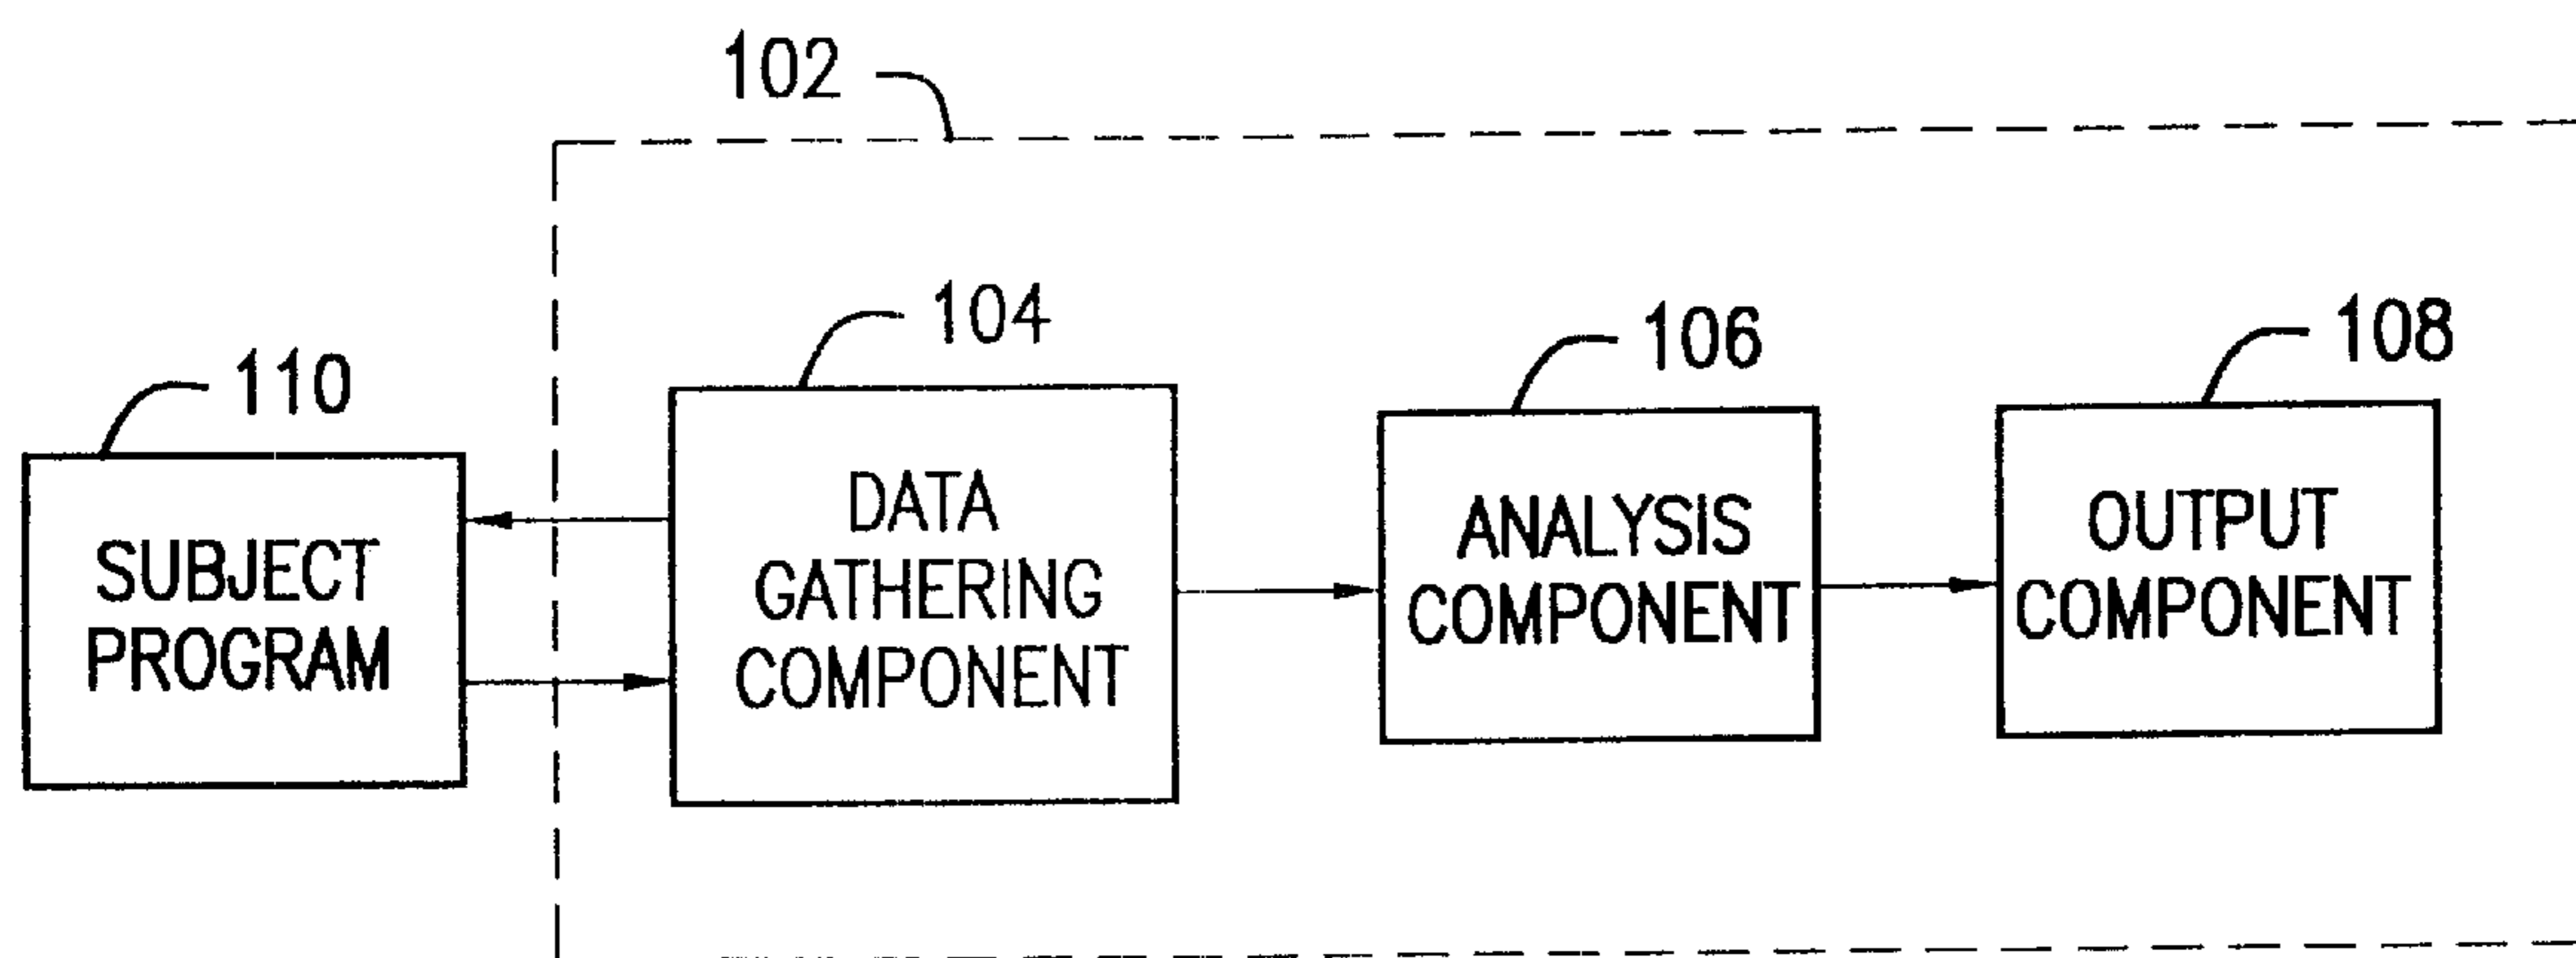 102
104
106
108
110
DATA
GATHERING
COMPONENT
ANALYSIS
COMPONENT
OUTPUT
COMPONENT
SUBJECT
PROGRAM